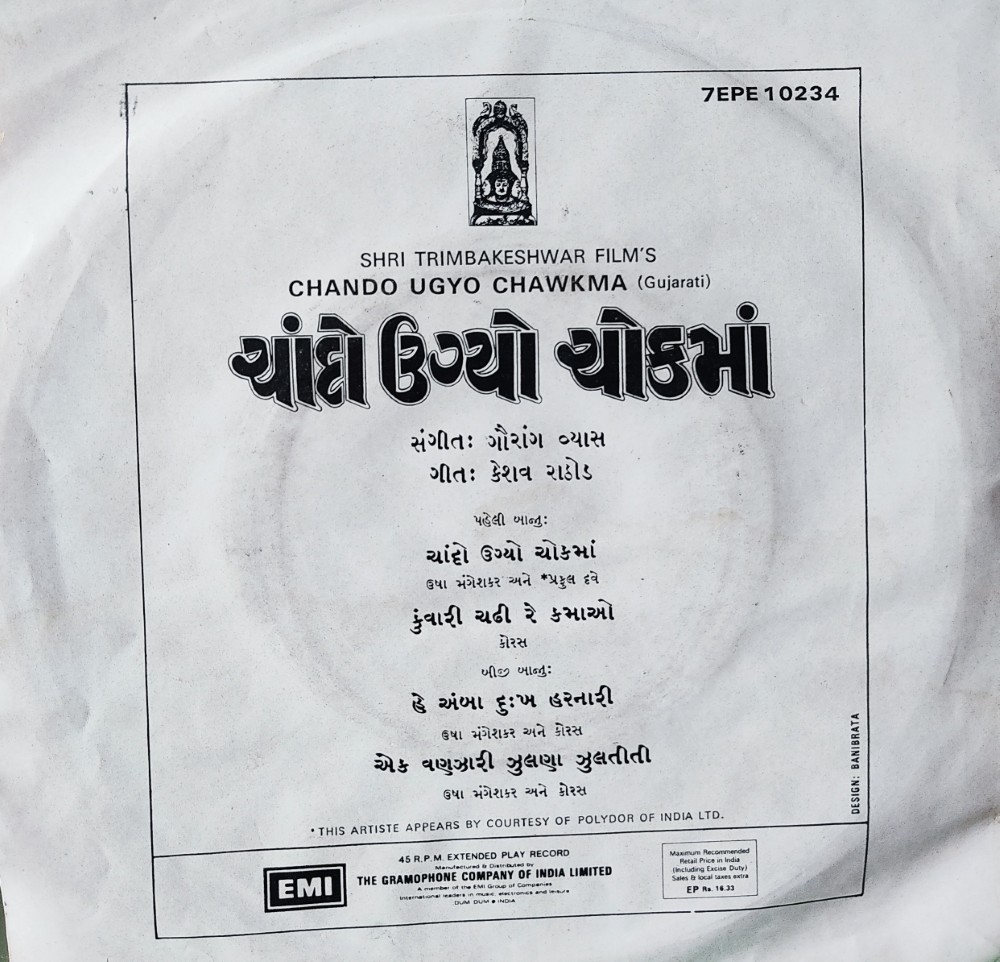 7EPE 10234
SHRI TRIMBAKESHWAR FILM'S
CHANDO UGYO CHAWKMA (Gujarati)
ચાંદો ઉગ્યો ચોકમાં
સંગીતઃ ગૌરાંગ વ્યાસ
ગીતઃ કેશવ રાઠોડ
પહેલી બાજુઃ
ચાંદો ઉગ્યો ચોકમાં
ઉષા મંગેશકર અને *પ્રફુલ દવે
કુંવારી ચઢી રે કમાઓ
કોરસ
બીજી બાજુઃ
હે અંબા દુઃખ હરનારી
ઉષા મંગેશકર અને કોરસ
એક વણઝારી ઝુલણા ઝુલતીતી
ઉષા મંગેશકર અને કોરસ
DESIGN: BANIBRATA
*THIS ARTISTE APPEARS BY COURTESY OF POLYDOR OF INDIA LTD.
EMI
45 R.P.M. EXTENDED PLAY RECORD
Manufactured & Distributed by
THE GRAMOPHONE COMPANY OF INDIA LIMITED
A member of the EMI Group of Companies
International leaders in music, electronics and leisure
DUM DUM • INDIA
Maximum Recommended
Retail Price in India
(Including Excise Duty)
Sales & local taxes extra
EP Rs. 16.33